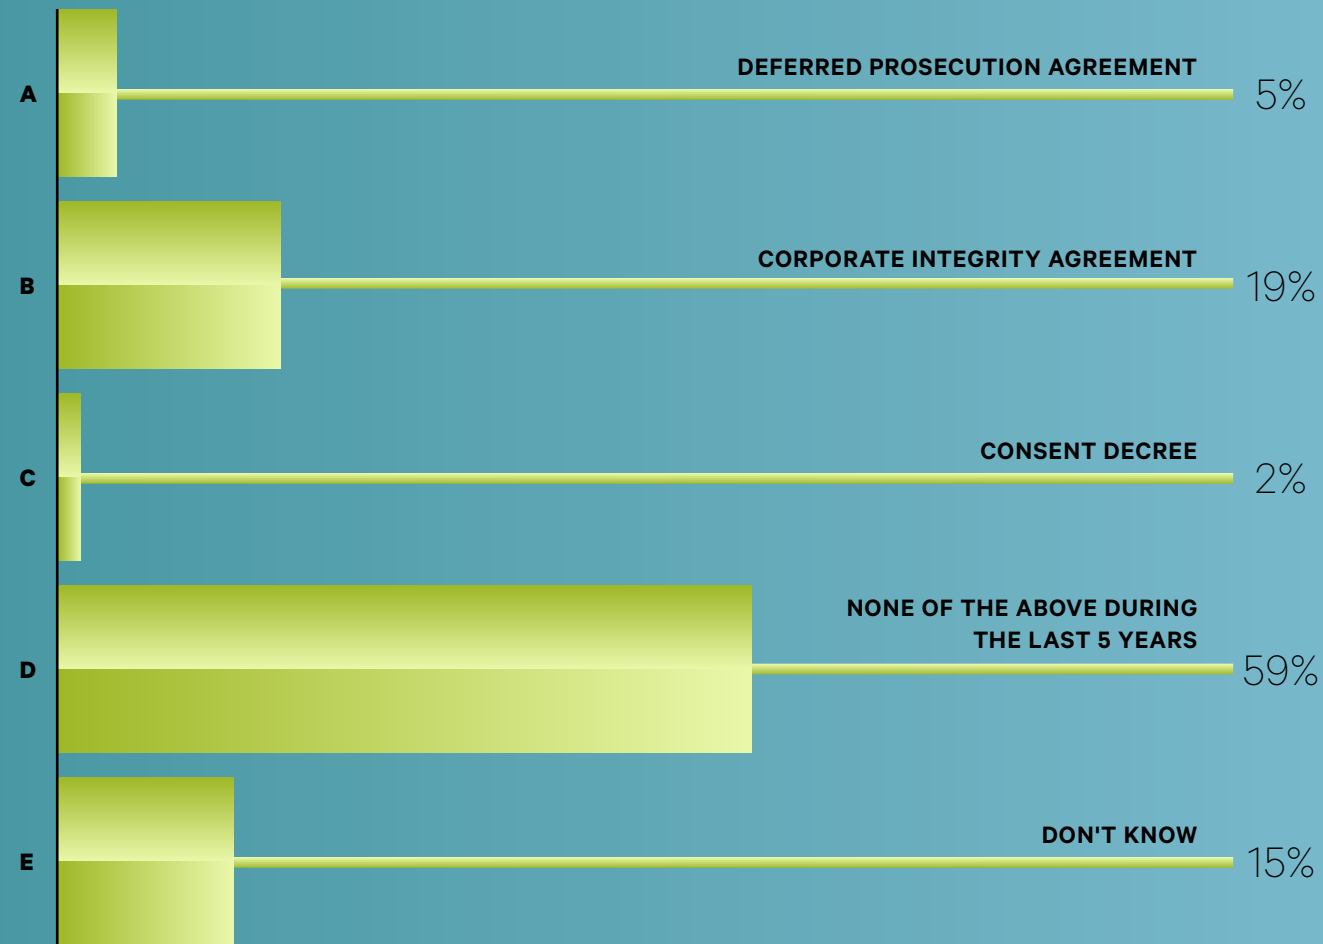 DEFERRED PROSECUTION AGREEMENT
A 5%
CORPORATE INTEGRITY AGREEMENT
B 19%
CONSENT DECREE
C 2%
NONE OF THE ABOVE DURING
THE LAST 5 YEARS
D 59%
DON'T KNOW
E 15%